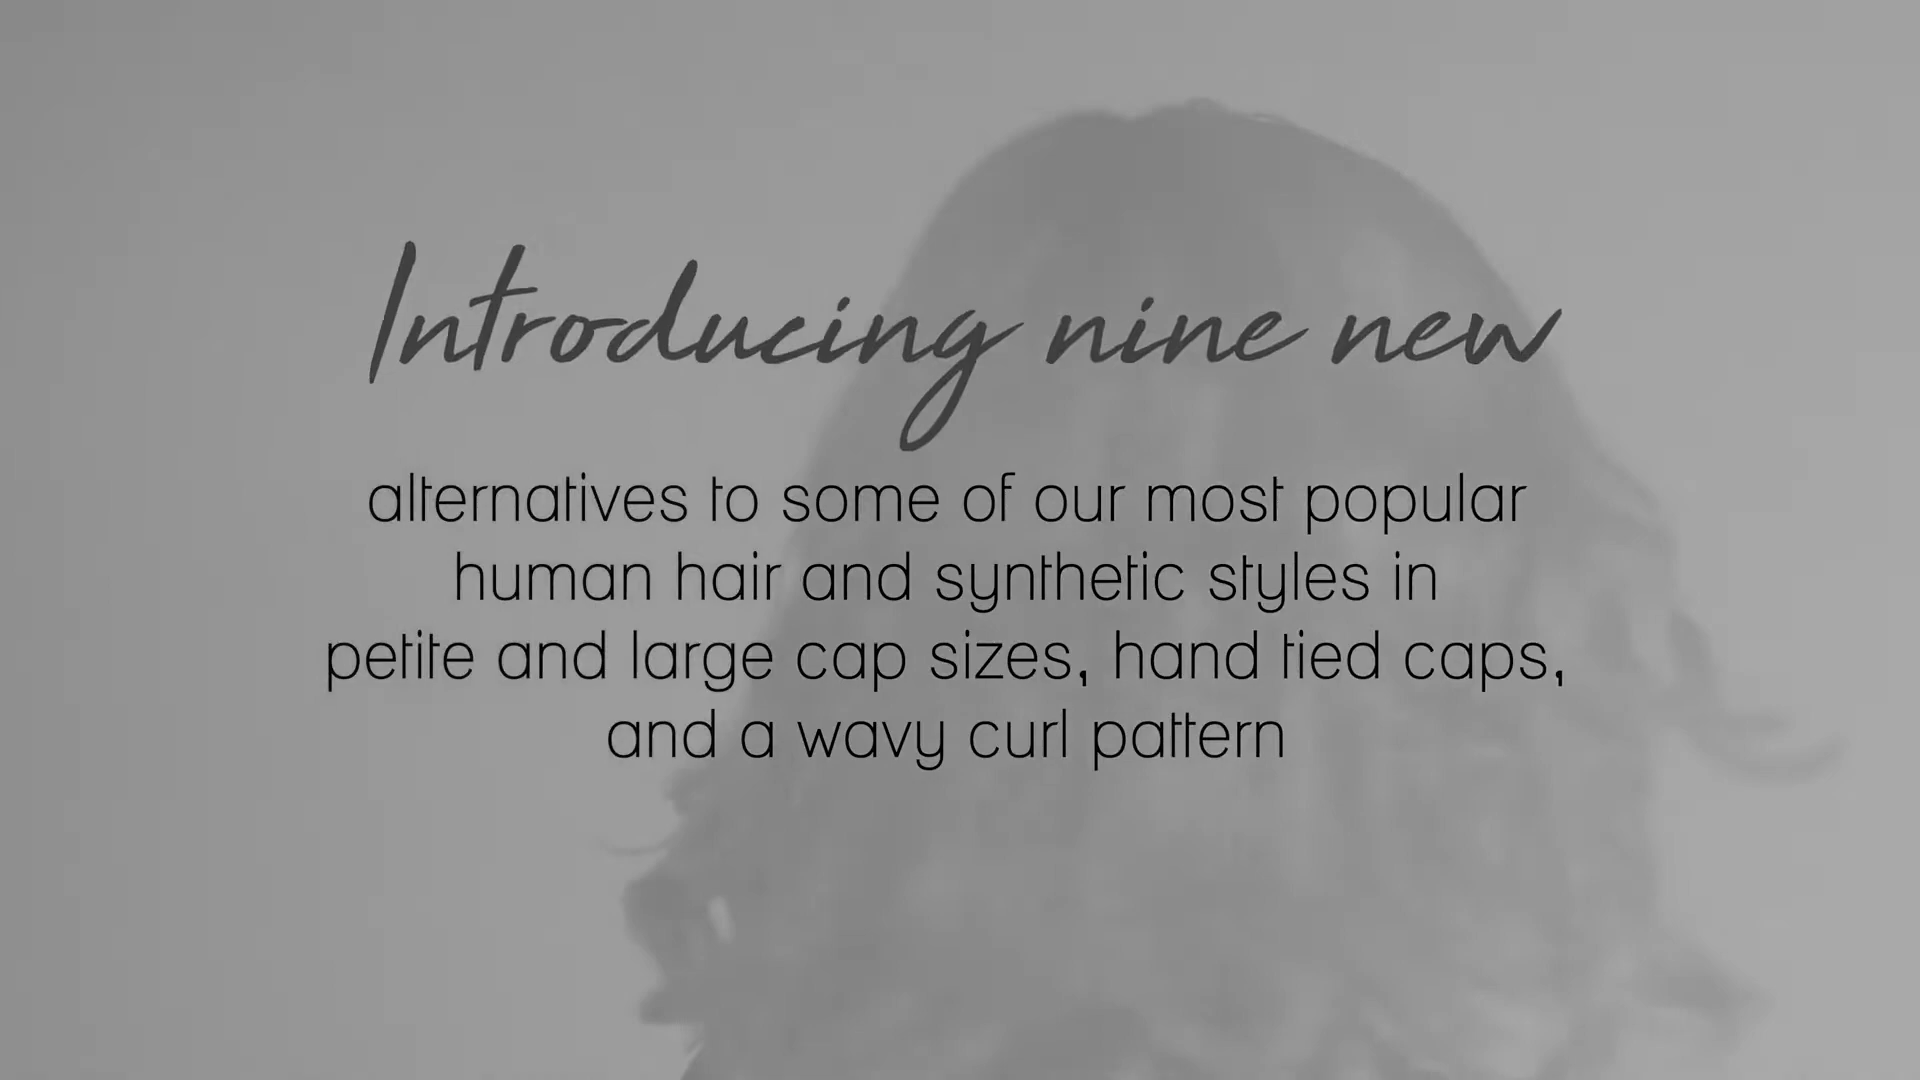 Introducing nine new
alternatives to some of our most popular
human hair and synthetic styles in
petite and large cap sizes, hand tied caps,
and a wavy curl pattern